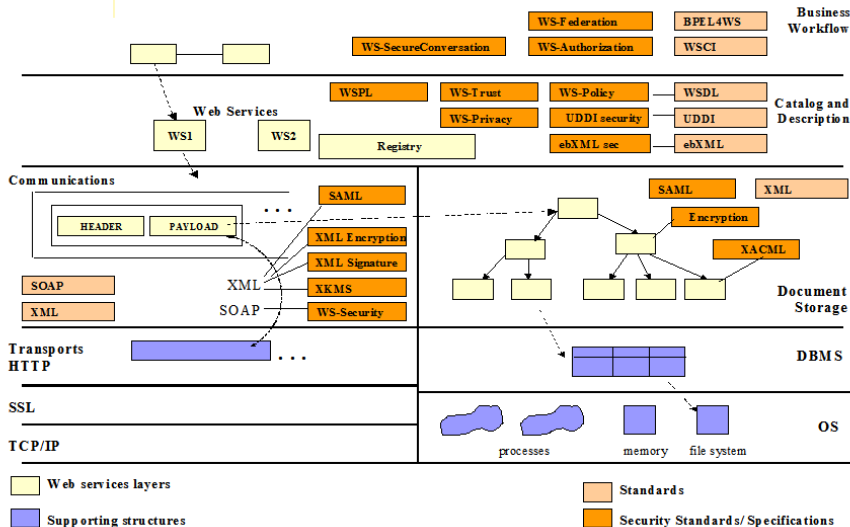 WS-Federation
BPEL4WS
Business
Workflow
WS-SecureConversation
WS-Authorization
WSCI
WSPL
WS-Trust
WS-Policy
WSDL
Catalog and
Description
Web Services
WS-Privacy
UDDI security
UDDI
WS1
WS2
Registry
ebXML sec
ebXML
Communications
SAML
...
HEADER
PAYLOAD
XML Encryption
XML Signature
XML
XKMS
SOAP
SOAP
WS-Security
XML
SAML
XML
Encryption
XACML
Document
Storage
Transports
HTTP
...
DBMS
SSL
TCP/IP
OS
processes
memory
file system
Web services layers
Standards
Supporting structures
Security Standards/ Specifications